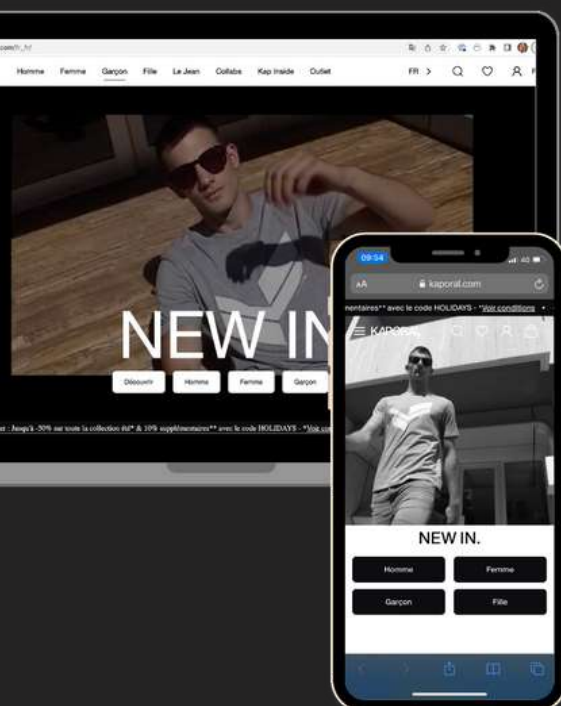 .com/fr_fr/
Homme Femme Garçon Fille Le Jean Collabs Kap Inside Outlet FR >
NEW IN.
Découvrir Homme Femme Garçon
: Jusqu'à -50% sur toute la collection été* & 10% supplémentaires** avec le code HOLIDAYS - *Voir
09:54
4G
AA kaporal.com
mentaires** avec le code HOLIDAYS - *Voir conditions •
KAPORAL
NEW IN.
Homme Femme
Garçon Fille